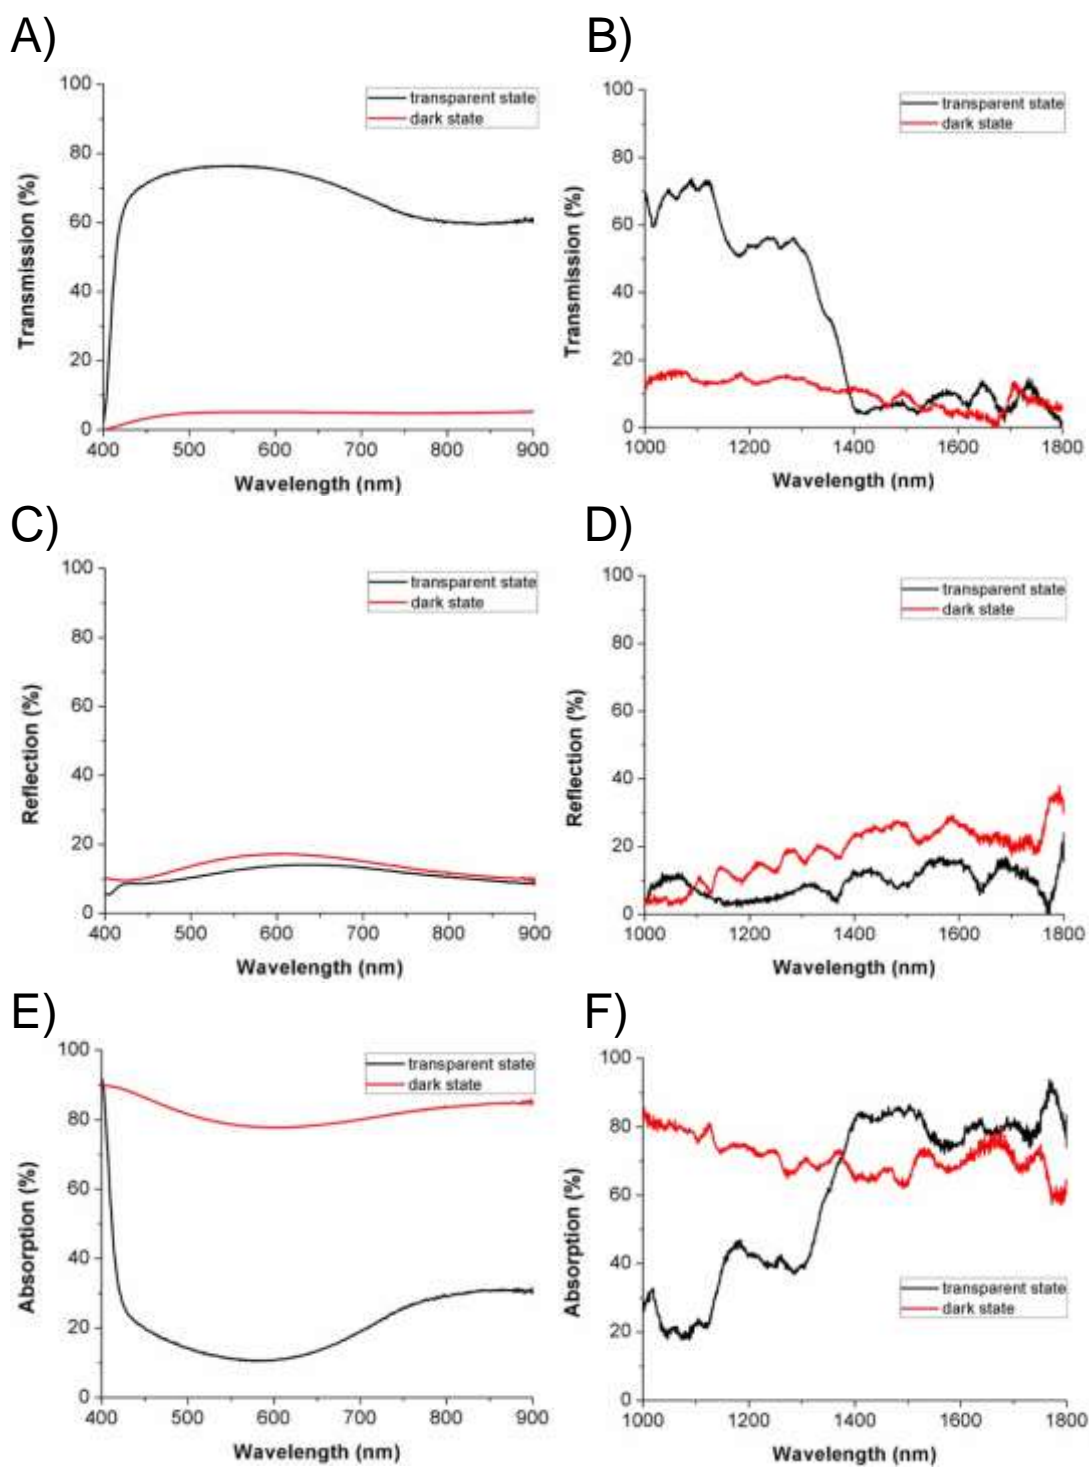 A)
100
80
60
40
20
0
400 500 600 700 800 900
Transmission (%)
Wavelength (nm)
transparent state
dark state
B)
100
80
60
40
20
0
1000 1200 1400 1600 1800
Transmission (%)
Wavelength (nm)
transparent state
dark state
C)
100
80
60
40
20
0
400 500 600 700 800 900
Reflection (%)
Wavelength (nm)
transparent state
dark state
D)
100
80
60
40
20
0
1000 1200 1400 1600 1800
Reflection (%)
Wavelength (nm)
transparent state
dark state
E)
100
80
60
40
20
0
400 500 600 700 800 900
Absorption (%)
Wavelength (nm)
transparent state
dark state
F)
100
80
60
40
20
0
1000 1200 1400 1600 1800
Absorption (%)
Wavelength (nm)
transparent state
dark state